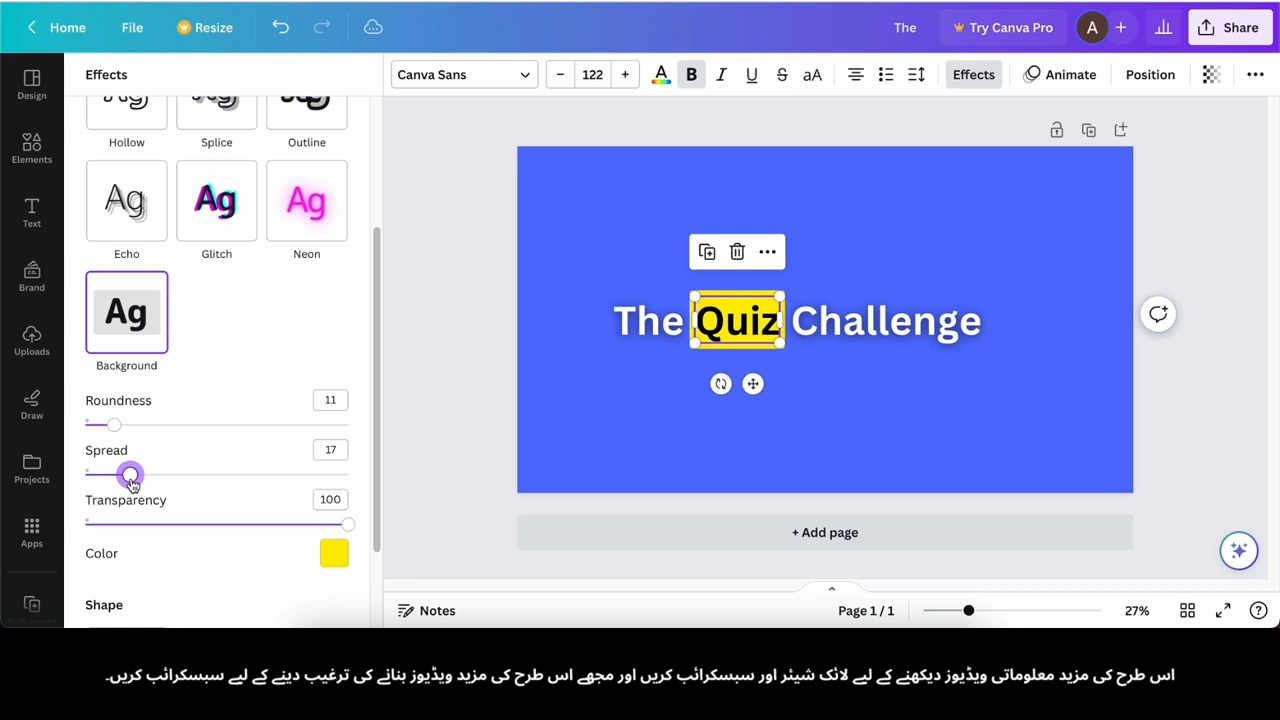 Home File Resize The Try Canva Pro A + Share
Effects Canva Sans – 122 + A B I U S aA Effects Animate Position
Design
Elements
Text
Brand
Uploads
Draw
Projects
Apps
Hollow Splice Outline
Ag Ag Ag
Echo Glitch Neon
Ag
Background
Roundness 11
Spread 17
Transparency 100
Color
Shape
The Quiz Challenge
+ Add page
Notes Page 1 / 1 27%
اس طرح کی مزید معلوماتی ویڈیوز دیکھنے کے لیے لائک شیئر اور سبسکرائب کریں اور مجھے اس طرح کی مزید ویڈیوز بنانے کی ترغیب دینے کے لیے سبسکرائب کریں۔